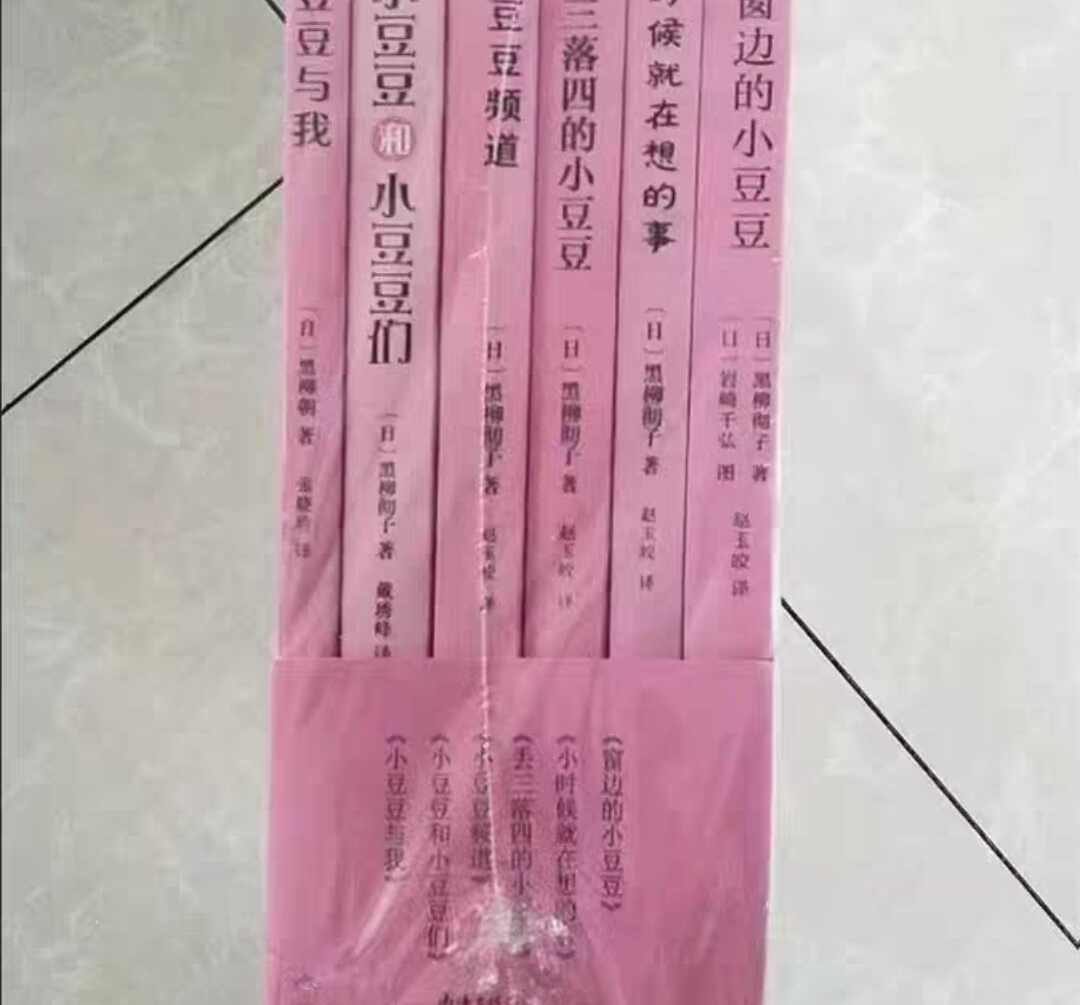 窗边的小豆豆
〔日〕黑柳彻子 著
〔日〕岩崎千弘 图
赵玉皎 译
时候就在想的事
〔日〕黑柳彻子 著
赵玉皎 译
三落四的小豆豆
〔日〕黑柳彻子 著
赵玉皎 译
豆豆频道
〔日〕黑柳彻子 著
赵玉皎 译
小豆豆和小豆豆们
〔日〕黑柳彻子 著
戴琇峰 译
豆豆与我
〔日〕黑柳朝 著
译
《窗边的小豆豆》
《小时候就在想的
《丢三落四的小
《小豆豆频道》
《小豆豆和小豆豆们》
《小豆豆与我》